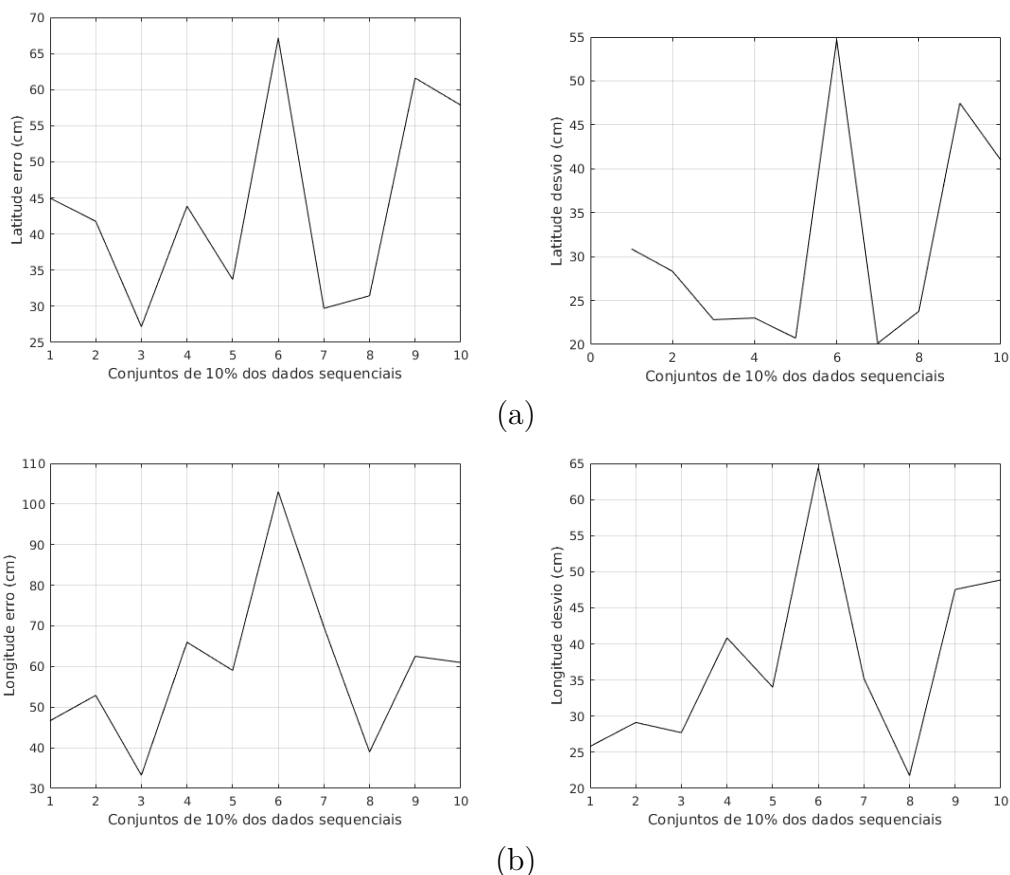 70
65
60
55
50
45
40
35
30
25
Latitude erro (cm)
1 2 3 4 5 6 7 8 9 10
Conjuntos de 10% dos dados sequenciais
55
50
45
40
35
30
25
20
Latitude desvio (cm)
0 2 4 6 8 10
Conjuntos de 10% dos dados sequenciais
(a)
110
100
90
80
70
60
50
40
30
Longitude erro (cm)
1 2 3 4 5 6 7 8 9 10
Conjuntos de 10% dos dados sequenciais
65
60
55
50
45
40
35
30
25
20
Longitude desvio (cm)
1 2 3 4 5 6 7 8 9 10
Conjuntos de 10% dos dados sequenciais
(b)